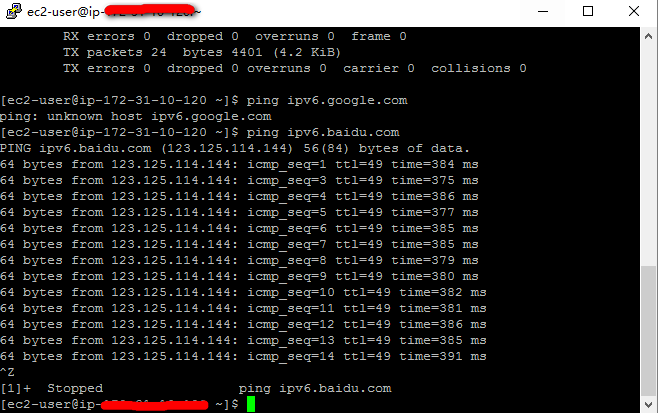 ec2-user@ip-
RX errors 0 dropped 0 overruns 0 frame 0
TX packets 24 bytes 4401 (4.2 KiB)
TX errors 0 dropped 0 overruns 0 carrier 0 collisions 0
[ec2-user@ip-172-31-10-120 ~]$ ping ipv6.google.com
ping: unknown host ipv6.google.com
[ec2-user@ip-172-31-10-120 ~]$ ping ipv6.baidu.com
PING ipv6.baidu.com (123.125.114.144) 56(84) bytes of data.
64 bytes from 123.125.114.144: icmp_seq=1 ttl=49 time=384 ms
64 bytes from 123.125.114.144: icmp_seq=3 ttl=49 time=375 ms
64 bytes from 123.125.114.144: icmp_seq=4 ttl=49 time=386 ms
64 bytes from 123.125.114.144: icmp_seq=5 ttl=49 time=377 ms
64 bytes from 123.125.114.144: icmp_seq=6 ttl=49 time=385 ms
64 bytes from 123.125.114.144: icmp_seq=7 ttl=49 time=385 ms
64 bytes from 123.125.114.144: icmp_seq=8 ttl=49 time=379 ms
64 bytes from 123.125.114.144: icmp_seq=9 ttl=49 time=380 ms
64 bytes from 123.125.114.144: icmp_seq=10 ttl=49 time=382 ms
64 bytes from 123.125.114.144: icmp_seq=11 ttl=49 time=381 ms
64 bytes from 123.125.114.144: icmp_seq=12 ttl=49 time=386 ms
64 bytes from 123.125.114.144: icmp_seq=13 ttl=49 time=385 ms
64 bytes from 123.125.114.144: icmp_seq=14 ttl=49 time=391 ms
^Z
[1]+ Stopped ping ipv6.baidu.com
[ec2-user@ip- ~]$